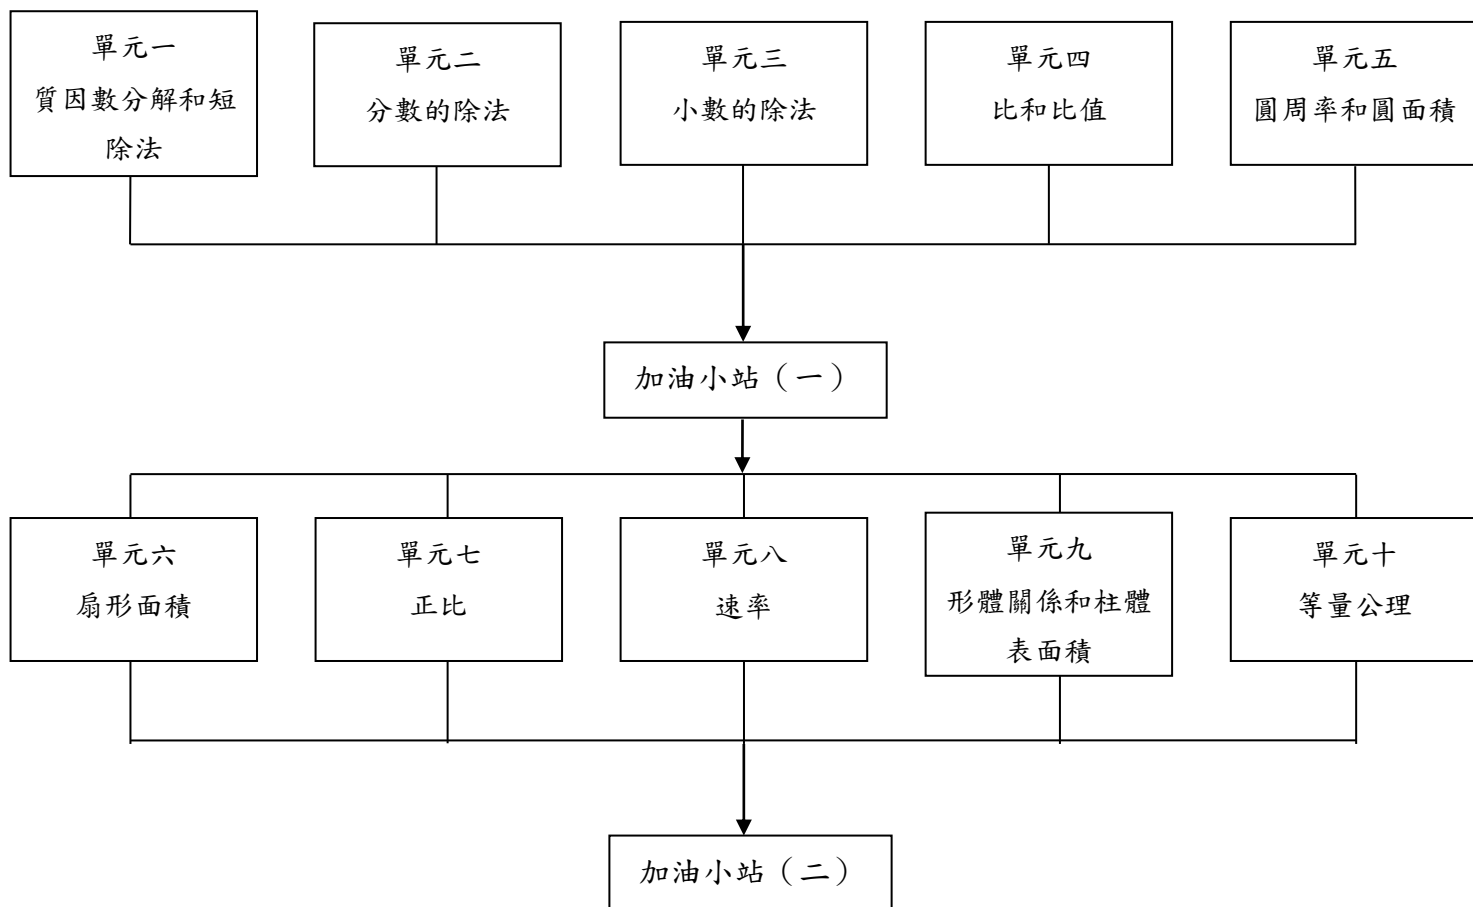 單元一
質因數分解和短
除法
單元二
分數的除法
單元三
小數的除法
單元四
比和比值
單元五
圓周率和圓面積
加油小站（一）
單元六
扇形面積
單元七
正比
單元八
速率
單元九
形體關係和柱體
表面積
單元十
等量公理
加油小站（二）